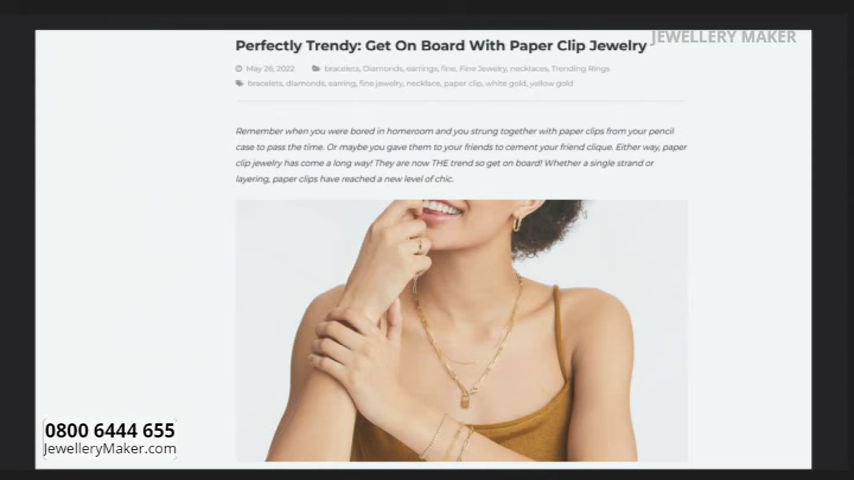 JEWELLERY MAKER
Perfectly Trendy: Get On Board With Paper Clip Jewelry
May 26, 2022 bracelets, Diamonds, earrings, fine, Fine Jewelry, necklaces, Trending Rings
bracelets, diamonds, earring, fine jewelry, necklace, paper clip, white gold, yellow gold
Remember when you were bored in homeroom and you strung together with paper clips from your pencil
case to pass the time. Or maybe you gave them to your friends to cement your friend clique. Either way, paper
clip jewelry has come a long way! They are now THE trend so get on board! Whether a single strand or
layering, paper clips have reached a new level of chic.
0800 6444 655
JewelleryMaker.com